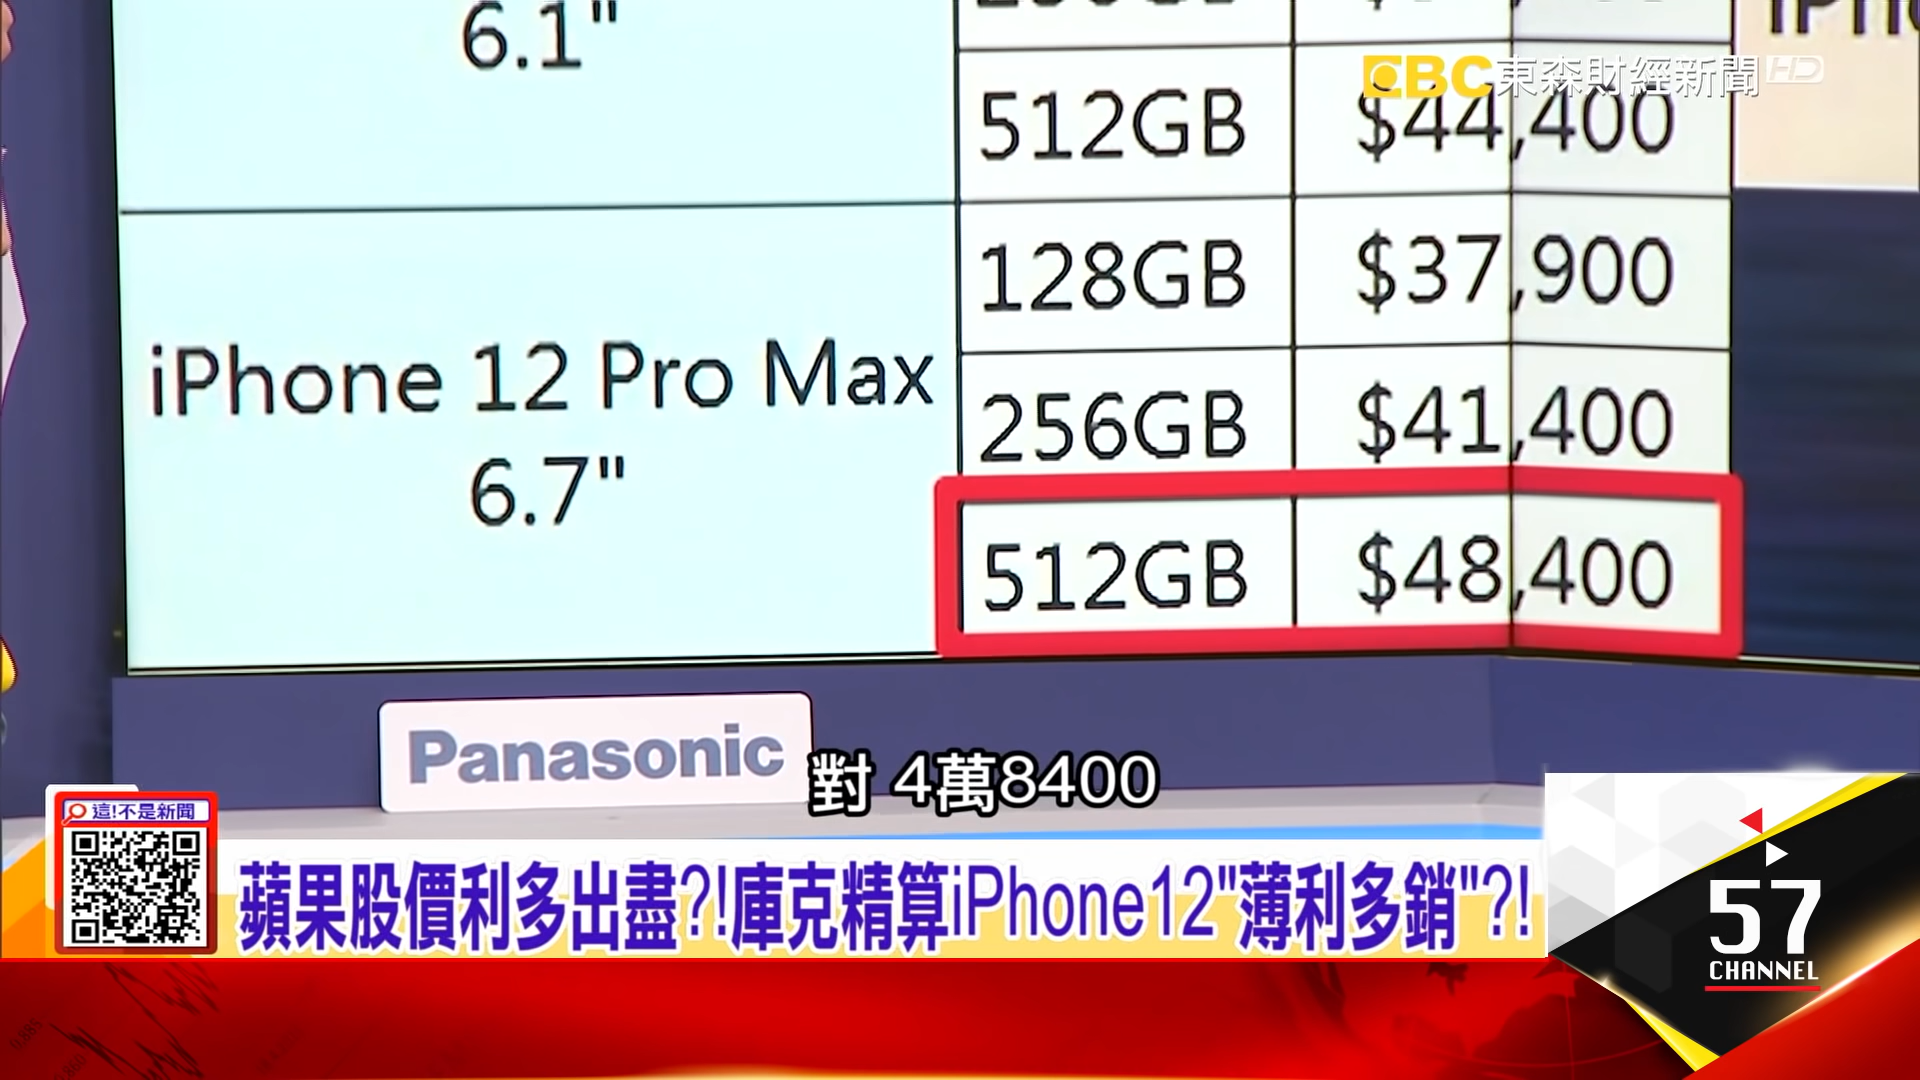 6.1"
EBC 東森財經新聞 HD
512GB $44,400
128GB $37,900
iPhone 12 Pro Max
6.7"
256GB $41,400
512GB $48,400
Panasonic
對 4萬8400
這!不是新聞
蘋果股價利多出盡?!庫克精算iPhone12"薄利多銷"?!
57
CHANNEL